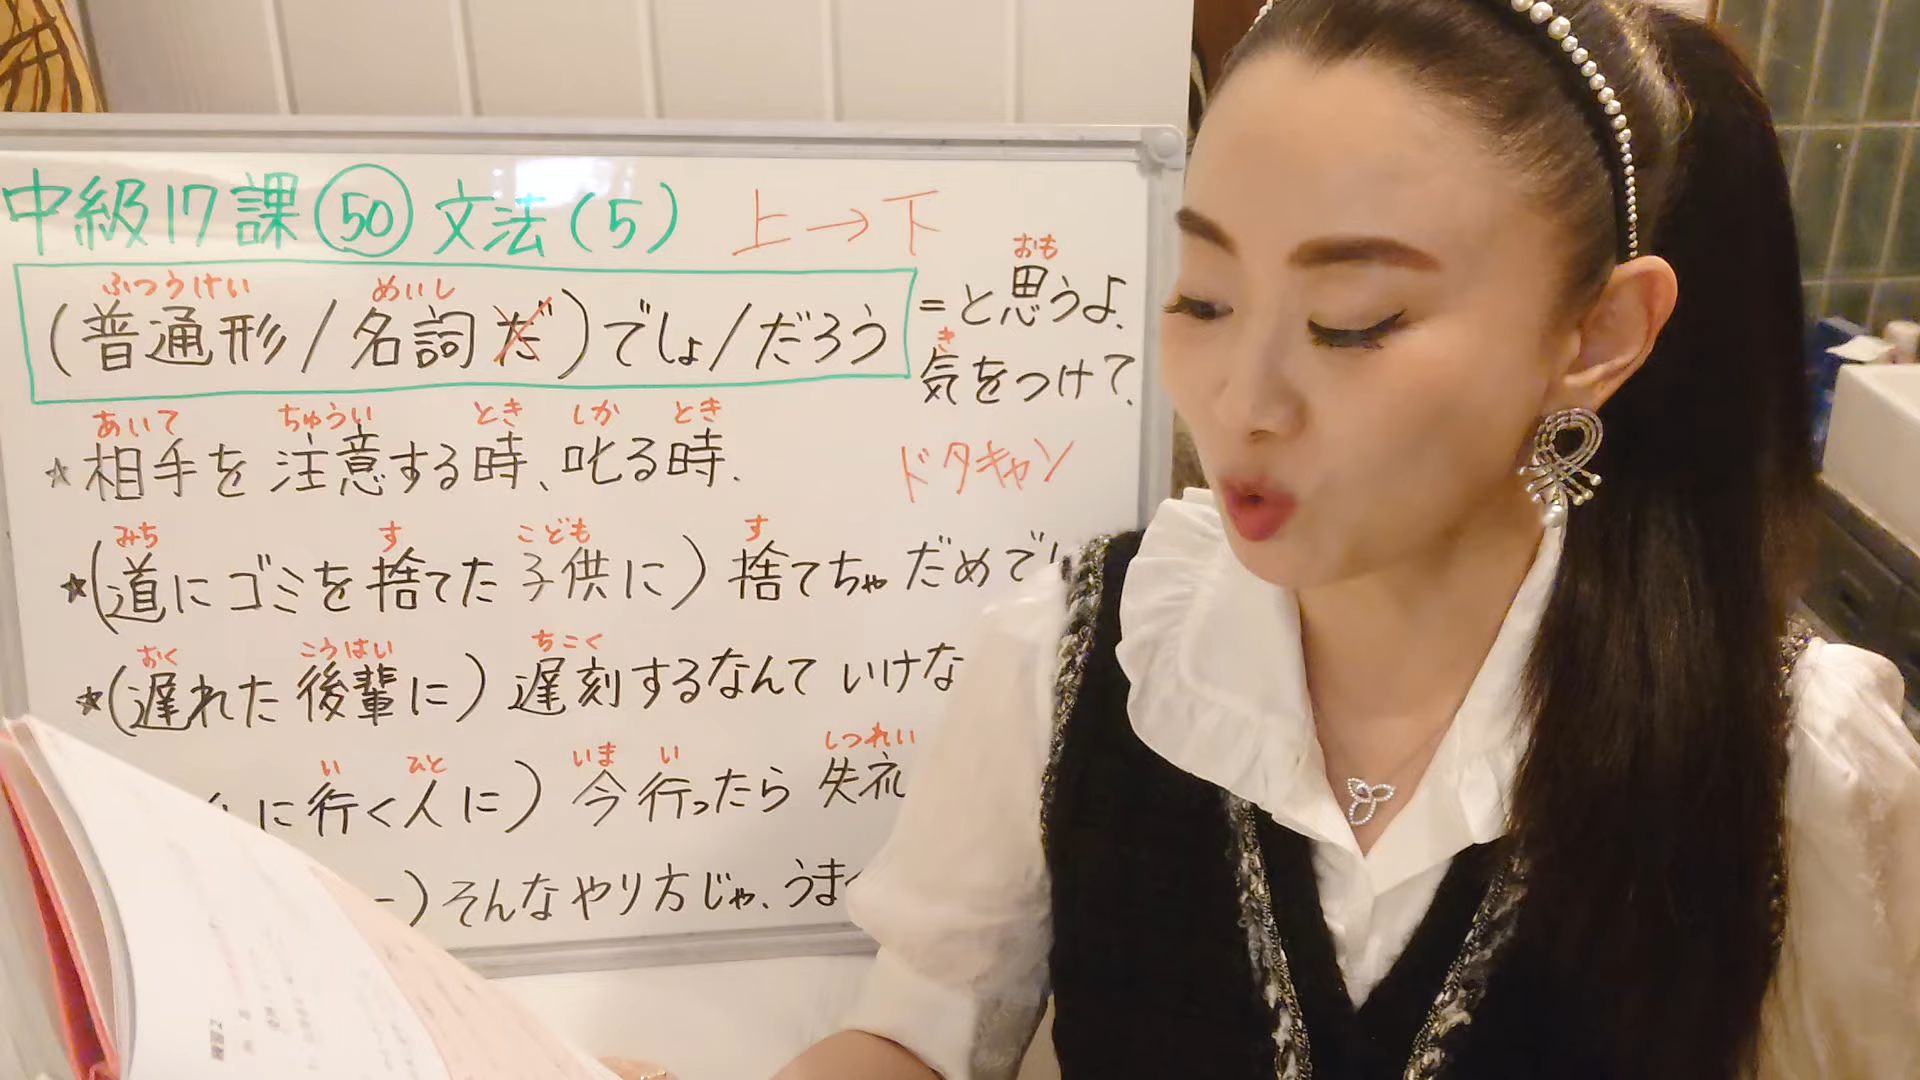 中級17課 ㊿ 文法(5) 上→下
ふつうけい めいし
(普通形/名詞だ)でしょ/だろう
おも
=と思うよ.
き
気をつけて.
あいて ちゅうい とき しか とき
☆相手を注意する時、叱る時.
ドタキャン
みち す こども す
★(道にゴミを捨てた子供に)捨てちゃだめで
おく こうはい ちこく
★(遅れた後輩に)遅刻するなんていけな
い ひと いま い しつれい
に行く人に)今行ったら失礼
ー)そんなやり方じゃ、うま